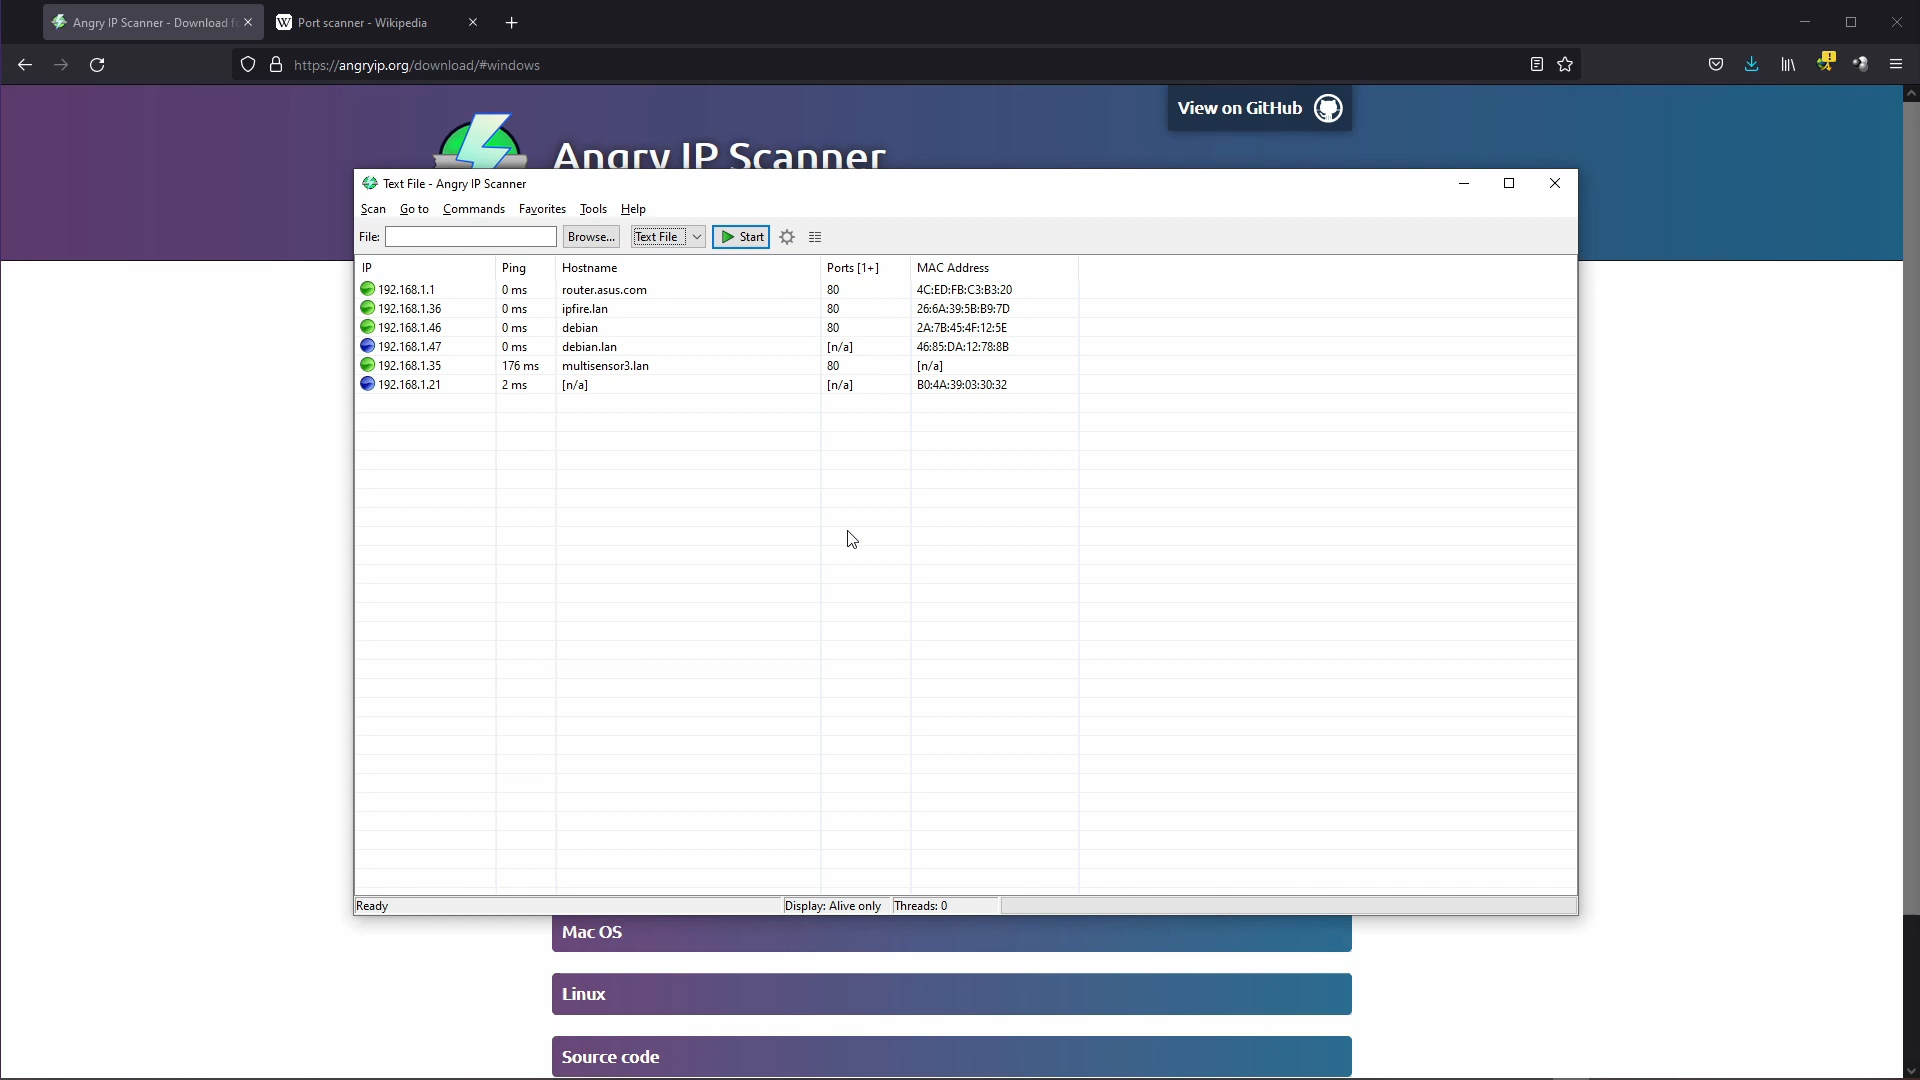 Angry IP Scanner - Download f
Port scanner - Wikipedia
https://angryip.org/download/#windows
View on GitHub
Angry IP Scanner
Text File - Angry IP Scanner
Scan Go to Commands Favorites Tools Help
File: Browse... Text File Start
IP Ping Hostname Ports [1+] MAC Address
192.168.1.1 0 ms router.asus.com 80 4C:ED:FB:C3:B3:20
192.168.1.36 0 ms ipfire.lan 80 26:6A:39:5B:B9:7D
192.168.1.46 0 ms debian 80 2A:7B:45:4F:12:5E
192.168.1.47 0 ms debian.lan [n/a] 46:85:DA:12:78:8B
192.168.1.35 176 ms multisensor3.lan 80 [n/a]
192.168.1.21 2 ms [n/a] [n/a] B0:4A:39:03:30:32
Ready Display: Alive only Threads: 0
Mac OS
Linux
Source code